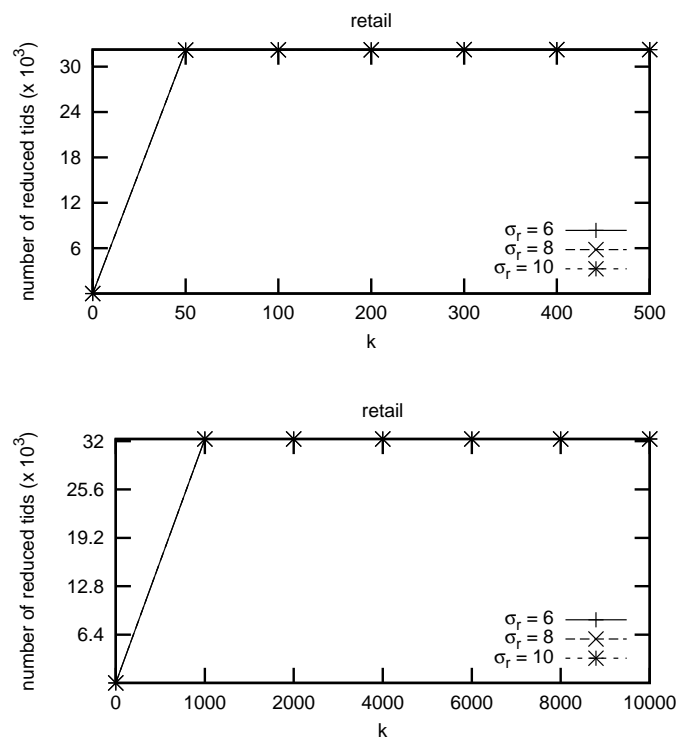 retail
number of reduced tids (x 10³)
30
24
18
12
6
σr = 6
σr = 8
σr = 10
0 50 100 200 300 400 500
k
retail
number of reduced tids (x 10³)
32
25.6
19.2
12.8
6.4
σr = 6
σr = 8
σr = 10
0 1000 2000 4000 6000 8000 10000
k